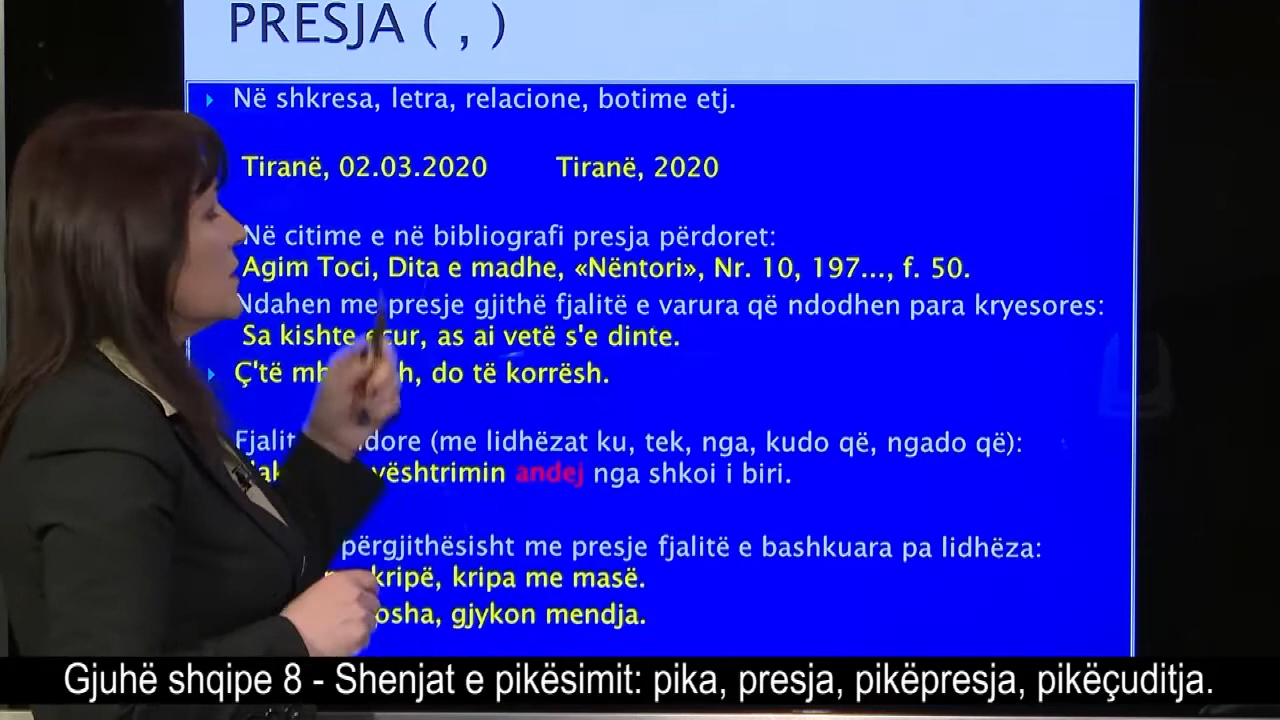 PRESJA ( , )
Në shkresa, letra, relacione, botime etj.
Tiranë, 02.03.2020 Tiranë, 2020
Në citime e në bibliografi presja përdoret:
Agim Toci, Dita e madhe, «Nëntori», Nr. 10, 197..., f. 50.
Ndahen me presje gjithë fjalitë e varura që ndodhen para kryesores:
Sa kishte ecur, as ai vetë s'e dinte.
Ç'të do të korrësh.
(me lidhëzat ku, tek, nga, kudo që, ngado që):
vështrimin andej nga shkoi i biri.
përgjithësisht me presje fjalitë e bashkuara pa lidhëza:
kripë, kripa me masë.
gjykon mendja.
Gjuhë shqipe 8 - Shenjat e pikësimit: pika, presja, pikëpresja, pikëçuditja.